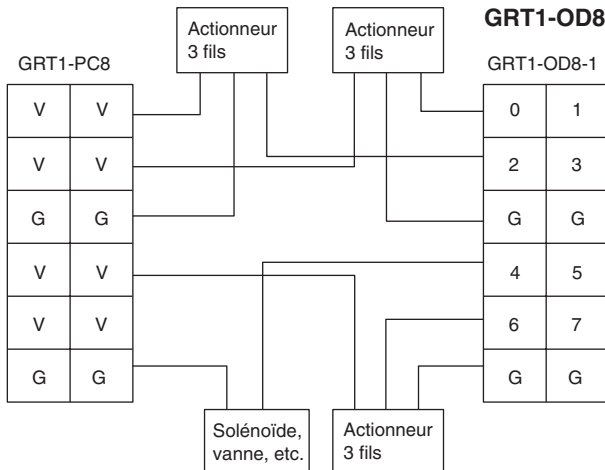 GRT1-OD8
Actionneur
3 fils
Actionneur
3 fils
GRT1-PC8
GRT1-OD8-1
V V
V V
G G
V V
V V
G G
0 1
2 3
G G
4 5
6 7
G G
Solénoïde,
vanne, etc.
Actionneur
3 fils